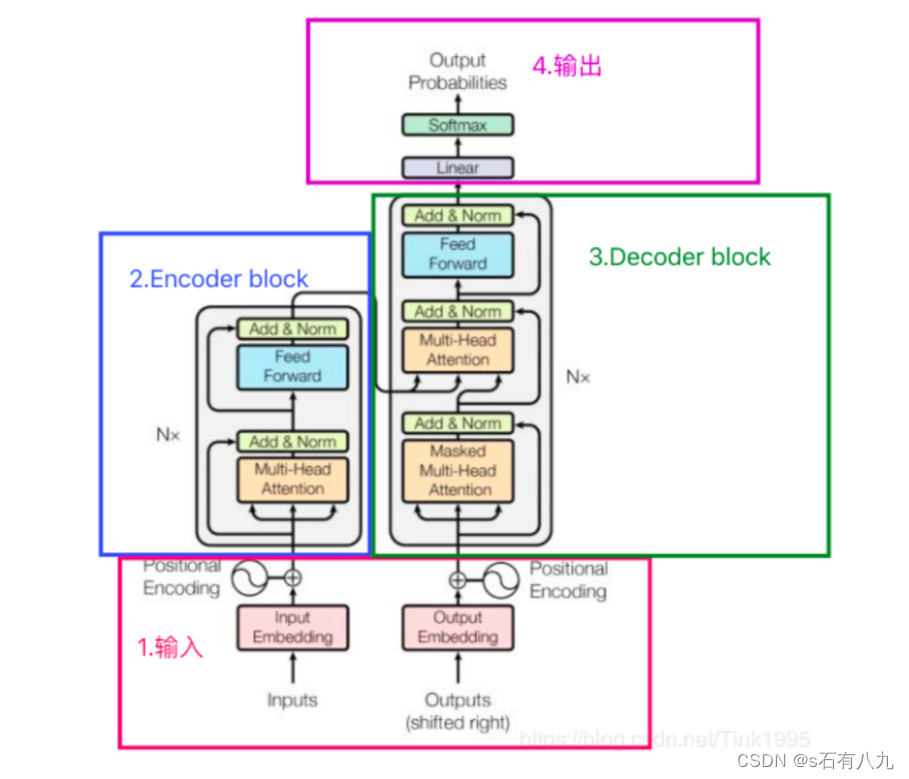 Output
Probabilities
4.输出
Softmax
Linear
Add & Norm
Feed
Forward
3.Decoder block
2.Encoder block
Add & Norm
Multi-Head
Attention
Add & Norm
Feed
Forward
N×
Add & Norm
N×
Masked
Multi-Head
Attention
Add & Norm
Multi-Head
Attention
Positional
Encoding
Positional
Encoding
Input
Embedding
Output
Embedding
1.输入
Inputs
Outputs
(shifted right)
https://blog.csdn.net/Tink1995
CSDN @s石有八九